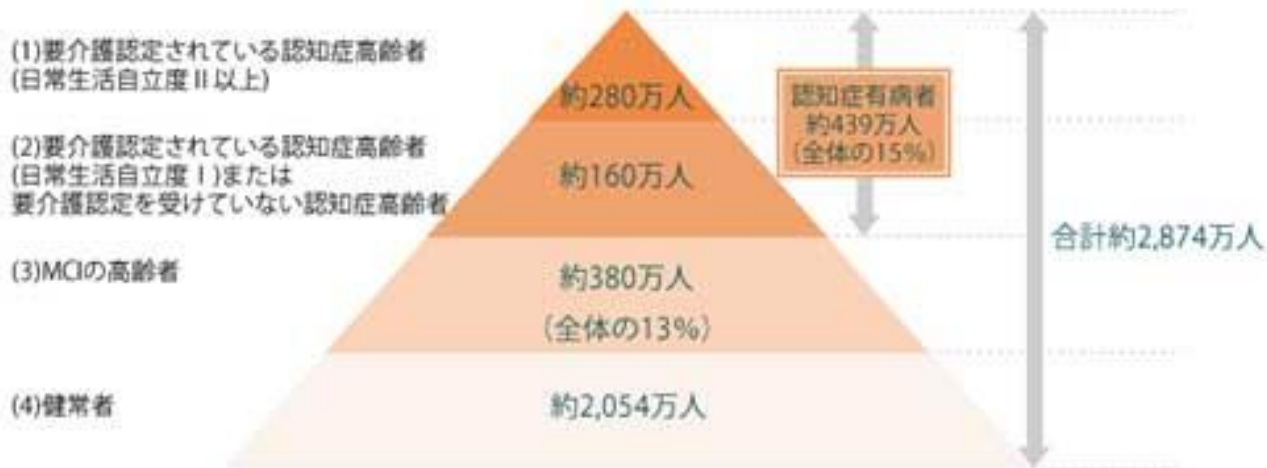 (1)要介護認定されている認知症高齢者
(日常生活自立度Ⅱ以上)
約280万人
認知症有病者
約439万人
(全体の15%)
(2)要介護認定されている認知症高齢者
(日常生活自立度Ⅰ)または
要介護認定を受けていない認知症高齢者
約160万人
合計約2,874万人
(3)MCIの高齢者
約380万人
(全体の13%)
(4)健常者
約2,054万人